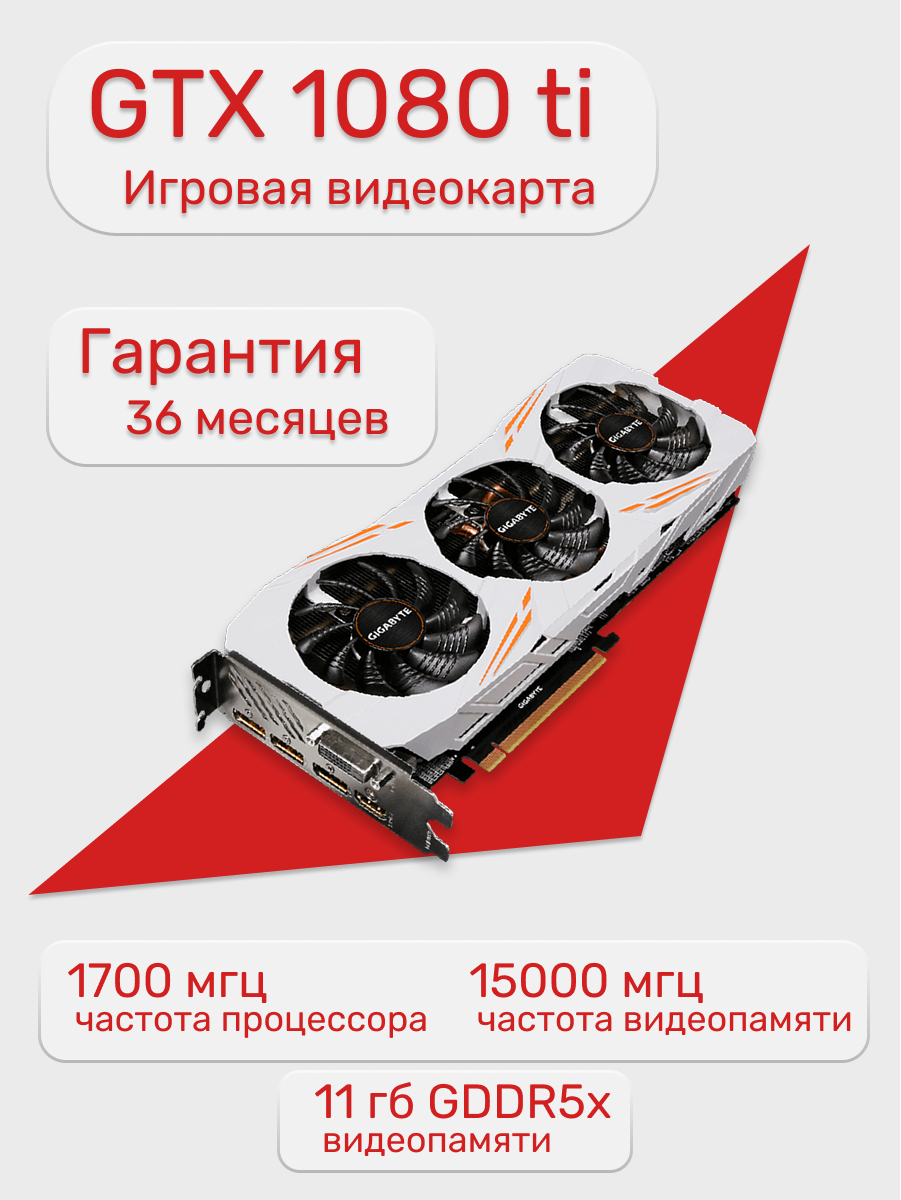 GTX 1080 ti
Игровая видеокарта
Гарантия
36 месяцев
GIGABYTE
GIGABYTE
GIGABYTE
GIGABYTE
1700 мгц
частота процессора
15000 мгц
частота видеопамяти
11 гб GDDR5x
видеопамяти